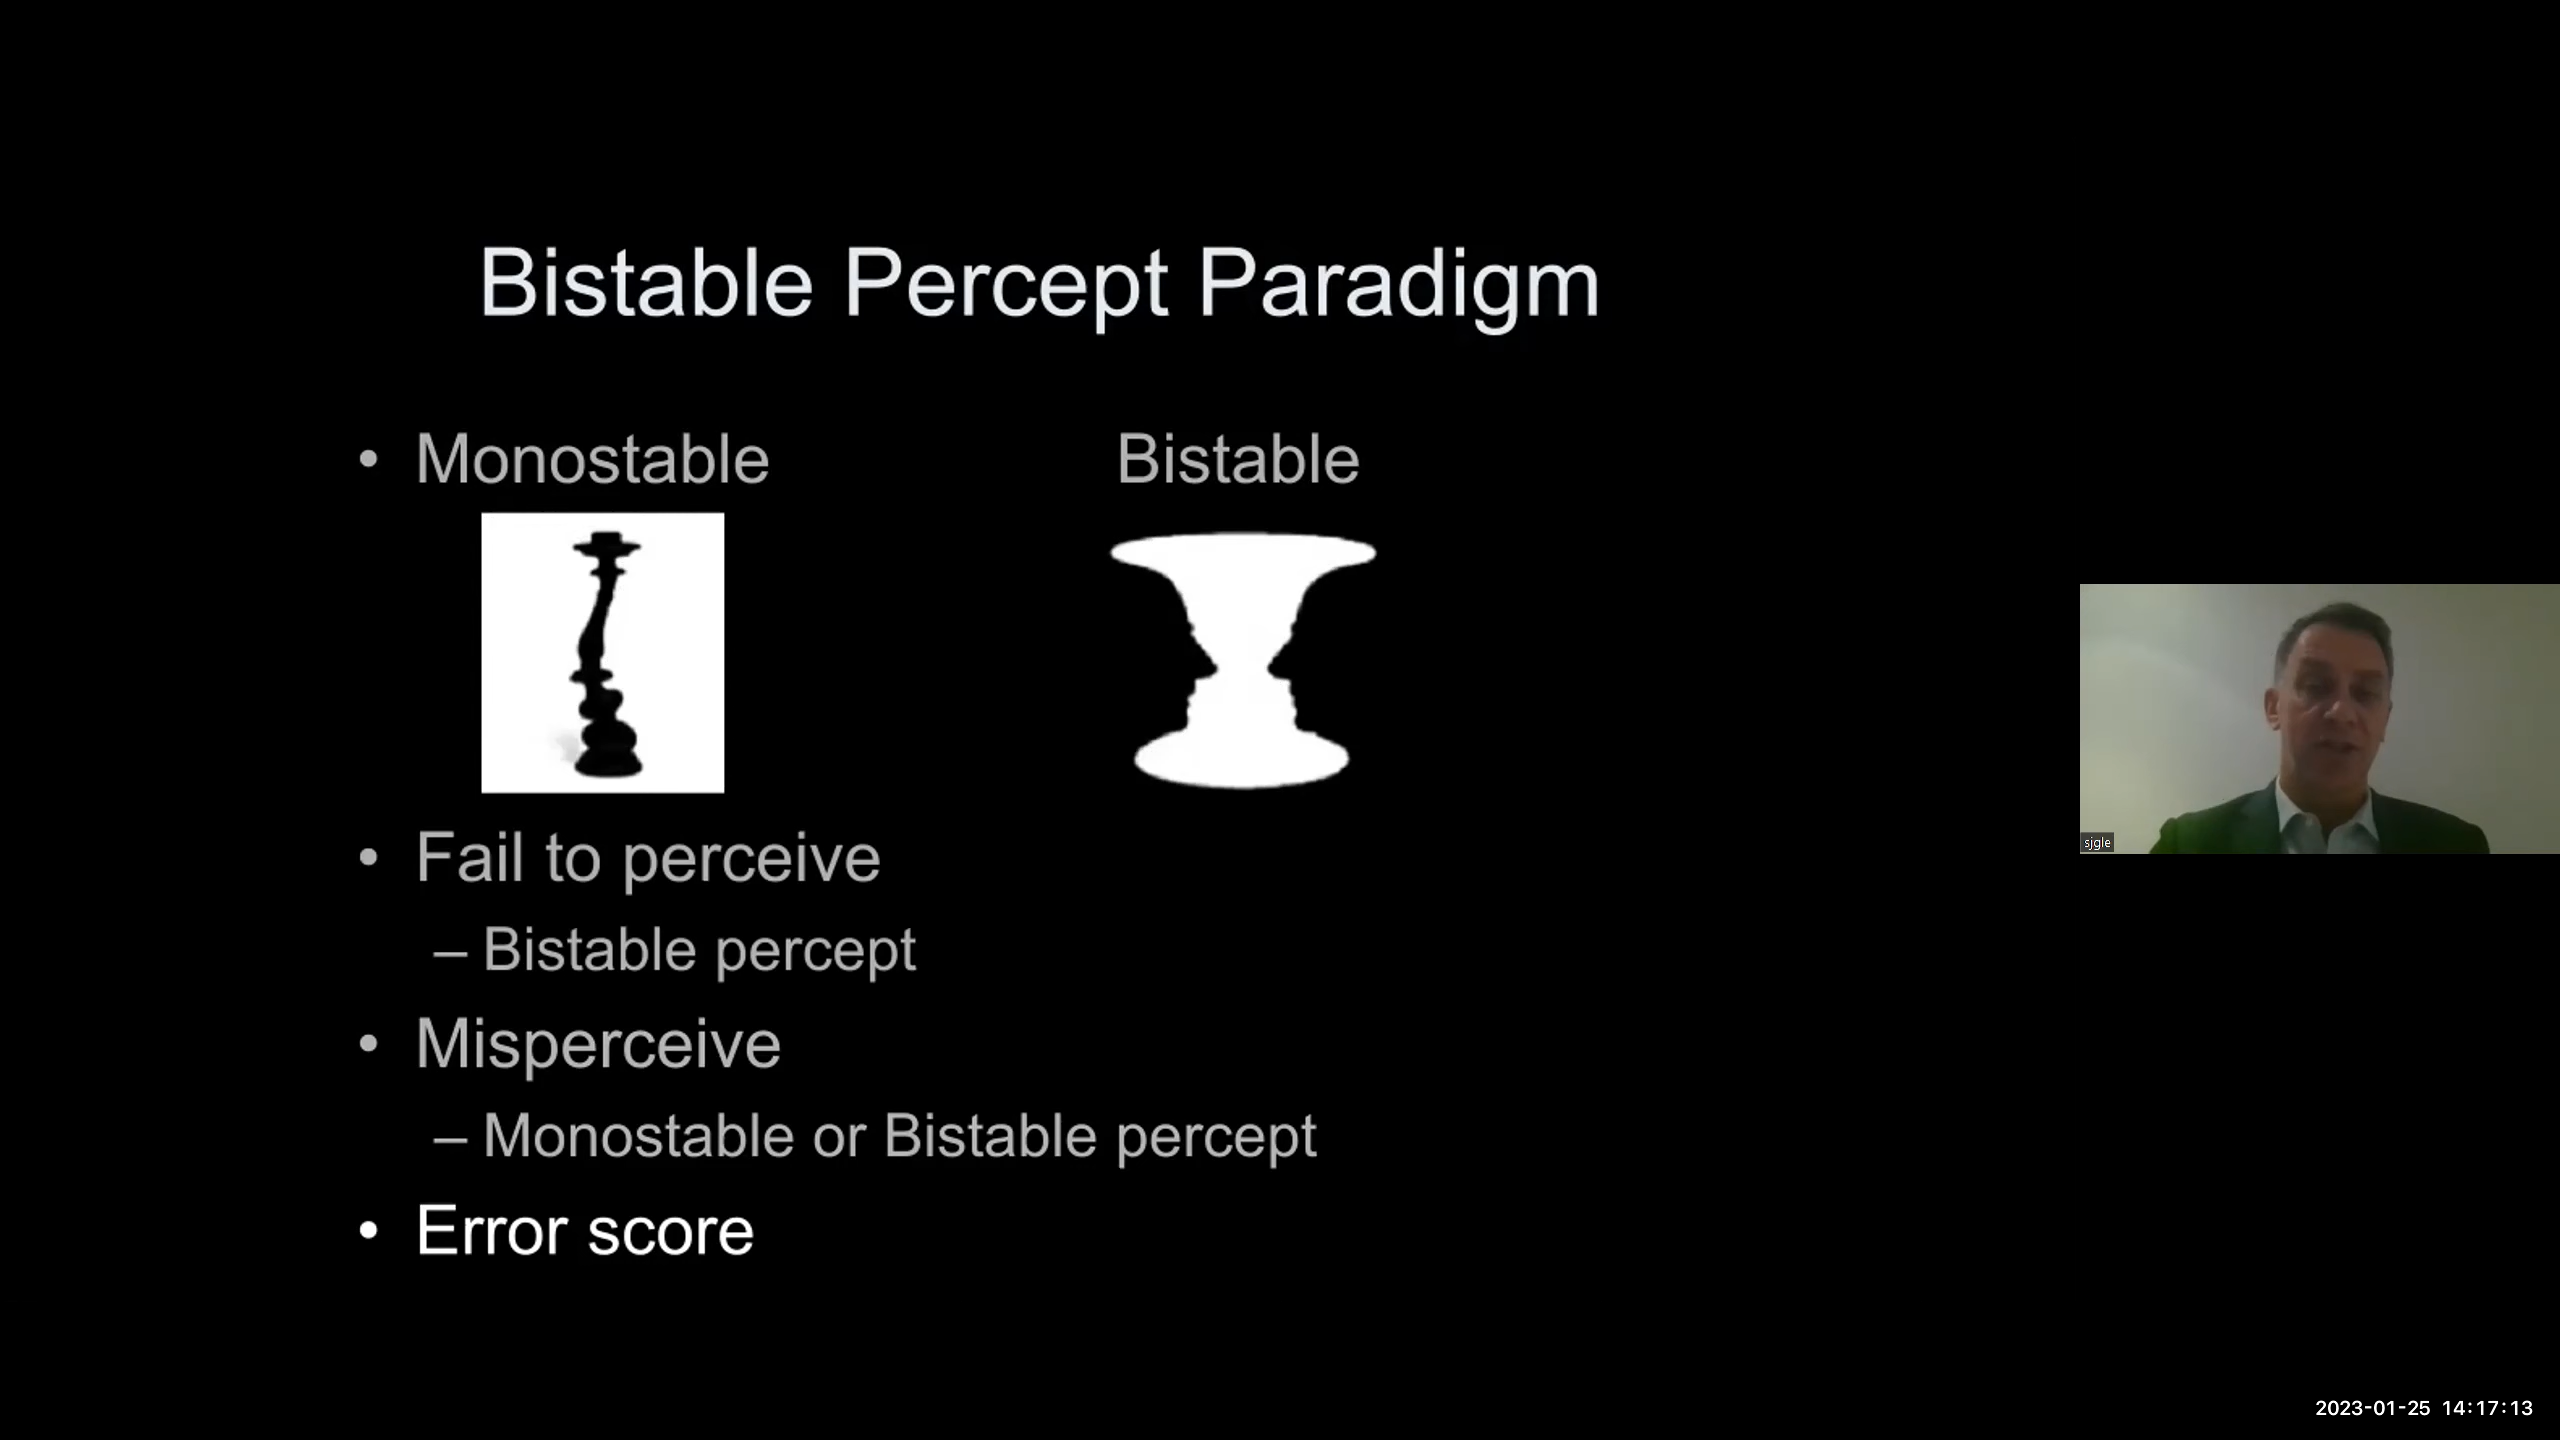 Bistable Percept Paradigm
• Monostable Bistable
• Fail to perceive
– Bistable percept
• Misperceive
– Monostable or Bistable percept
• Error score
sjgle
2023-01-25 14:17:13